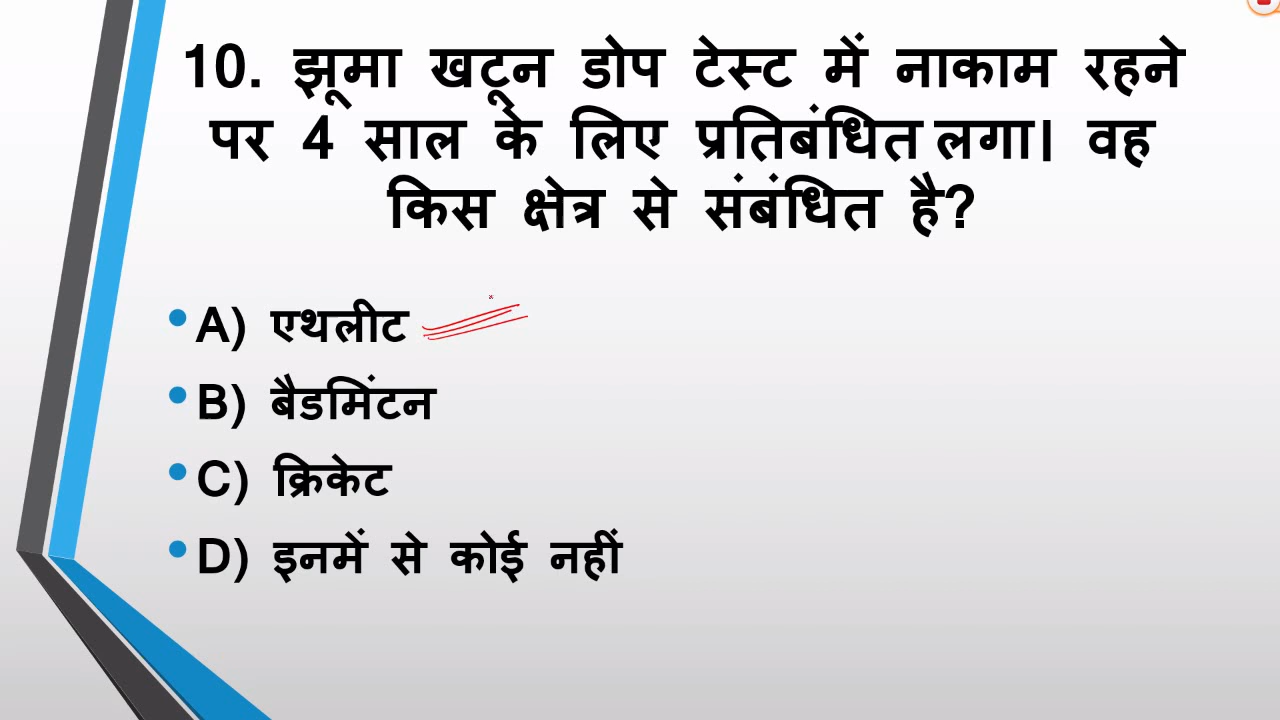 10. झूमा खटून डोप टेस्ट में नाकाम रहने
पर 4 साल के लिए प्रतिबंधित लगा। वह
किस क्षेत्र से संबंधित है?
A) एथलीट
B) बैडमिंटन
C) क्रिकेट
D) इनमें से कोई नहीं